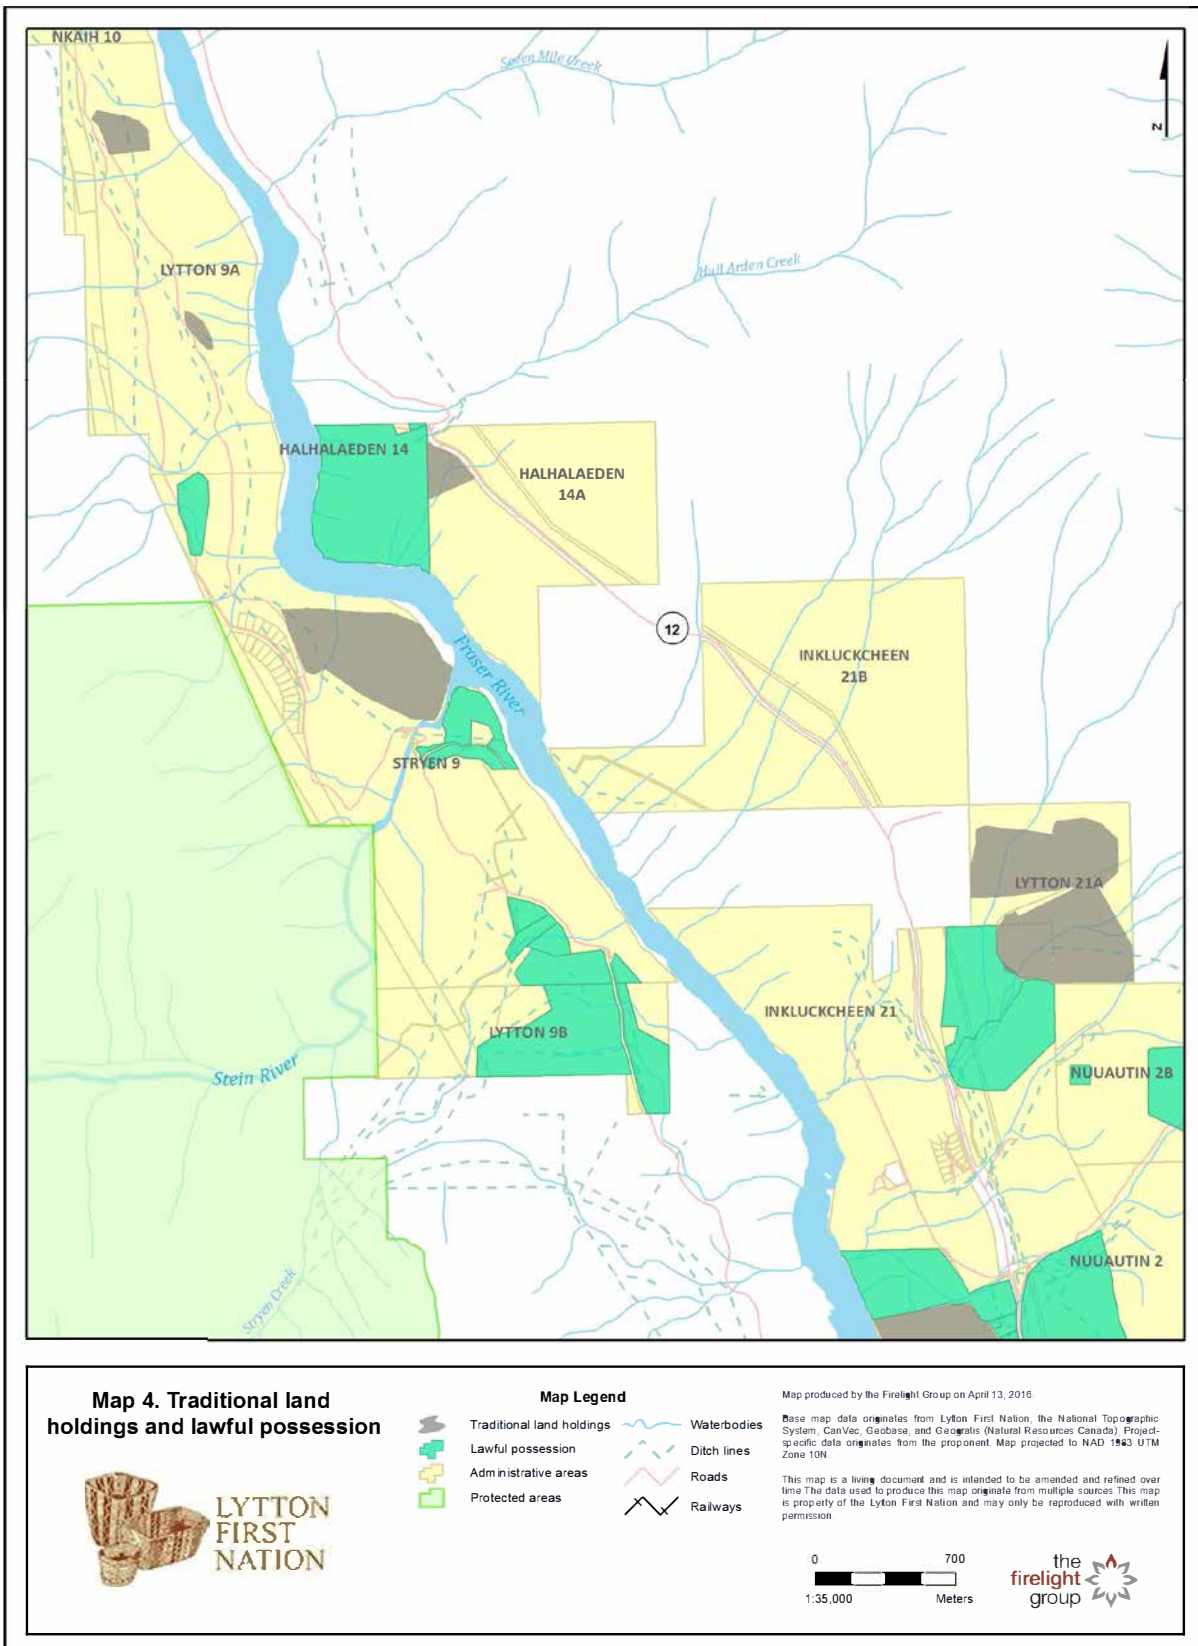 NKAIH 10
Seven Mile Creek
N
LYTTON 9A
Hall Arden Creek
HALHALAEDEN 14
HALHALAEDEN
14A
12
Fraser River
INKLUCKCHEEN
21B
STRYEN 9
LYTTON 21A
LYTTON 9B
INKLUCKCHEEN 21
Stein River
NUUAUTIN 2B
NUUAUTIN 2
Stryen Creek
Map 4. Traditional land
holdings and lawful possession
LYTTON
FIRST
NATION
Map Legend
Traditional land holdings
Lawful possession
Administrative areas
Protected areas
Waterbodies
Ditch lines
Roads
Railways
Map produced by the Firelight Group on April 13, 2016.
Base map data originates from Lytton First Nation, the National Topographic
System, CanVec, Geobase, and Geogratis (Natural Resources Canada). Project-
specific data originates from the proponent. Map projected to NAD 1983 UTM
Zone 10N.
This map is a living document and is intended to be amended and refined over
time. The data used to produce this map originate from multiple sources. This map
is property of the Lytton First Nation and may only be reproduced with written
permission.
0 700
1:35,000 Meters
the
firelight
group